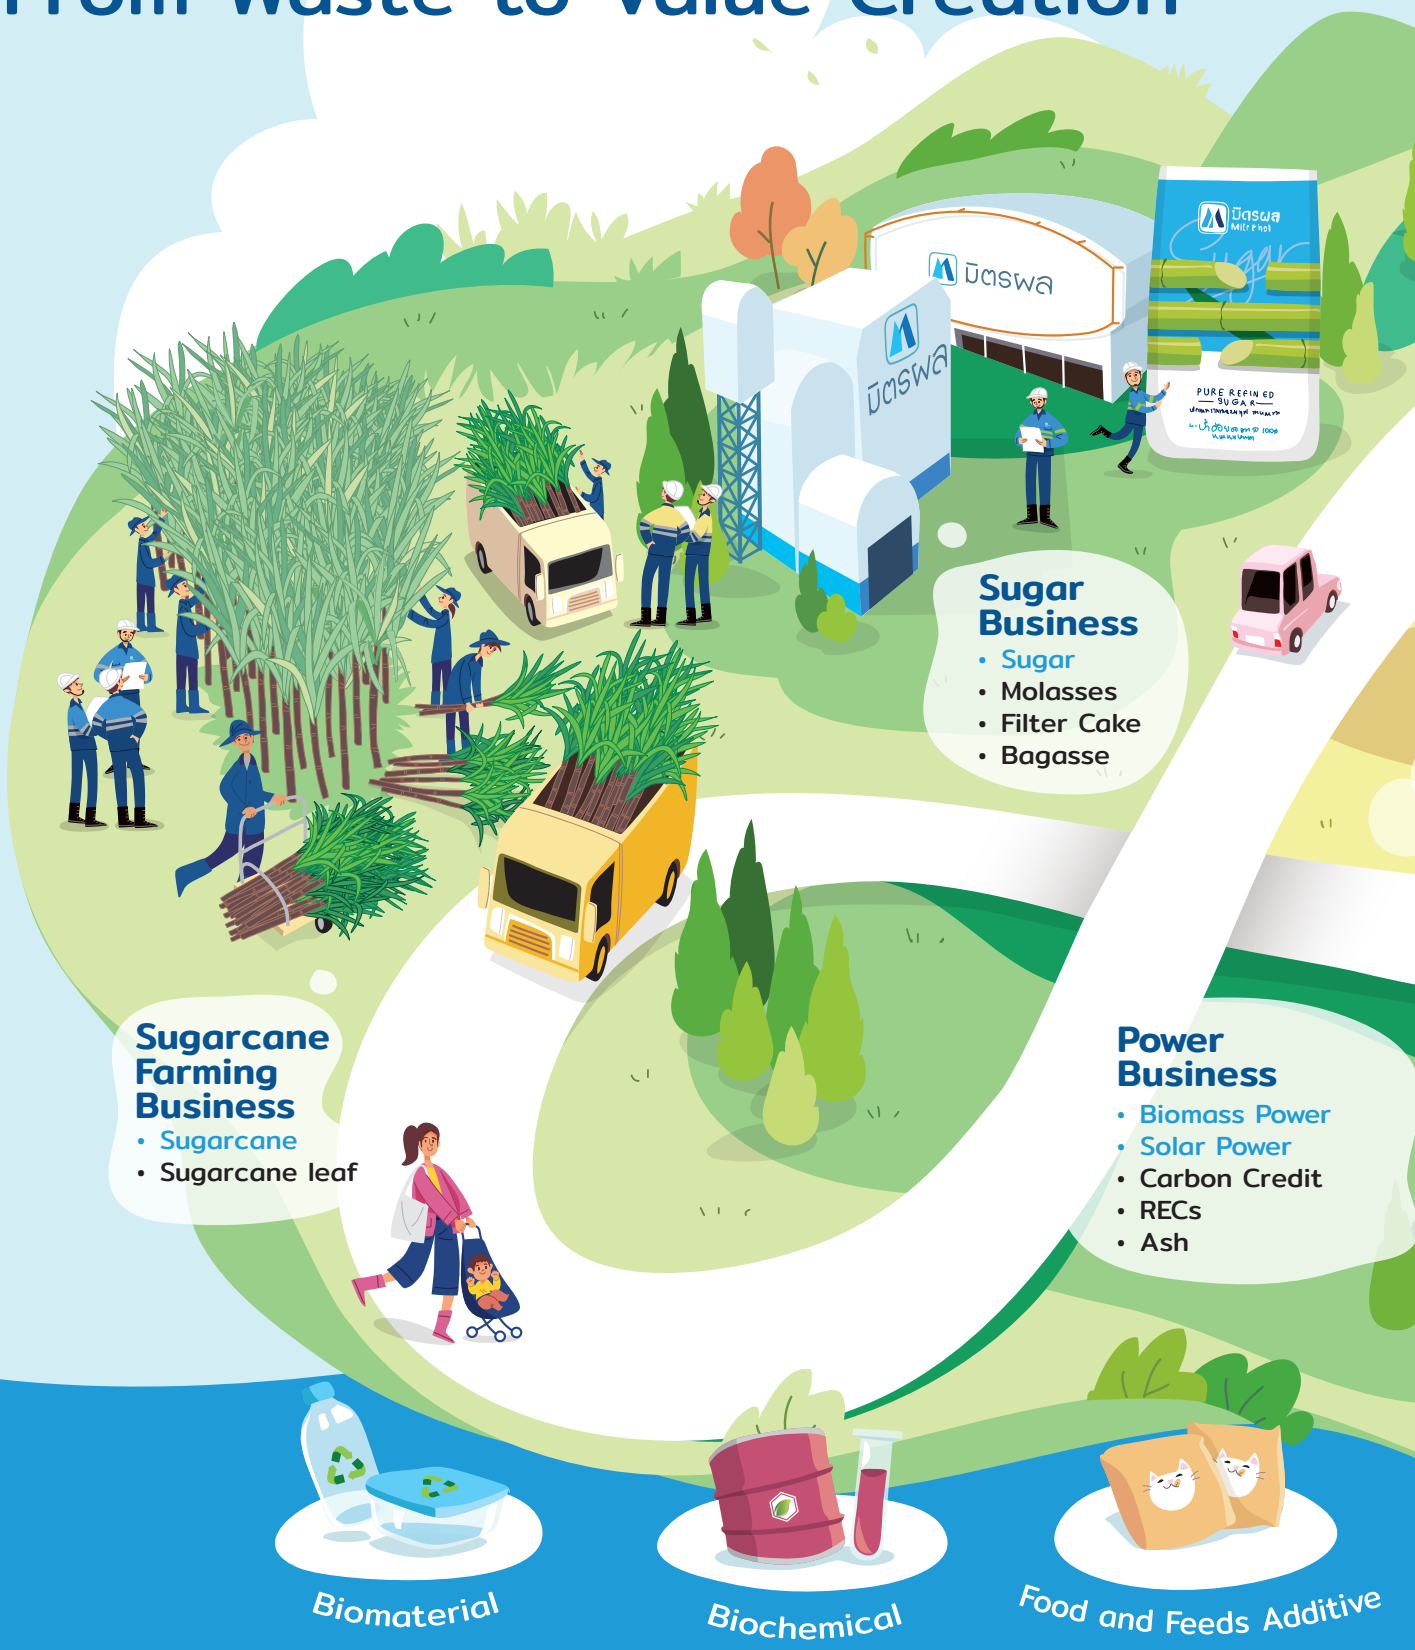 From Waste to Value Creation
มิตรผล
Mitr Phol
Sugar
มิตรผล
มิตรผล
PURE REFINED
SUGAR
Sugar
Business
• Sugar
• Molasses
• Filter Cake
• Bagasse
Sugarcane
Farming
Business
• Sugarcane
• Sugarcane leaf
Power
Business
• Biomass Power
• Solar Power
• Carbon Credit
• RECs
• Ash
Biomaterial
Biochemical
Food and Feeds Additive